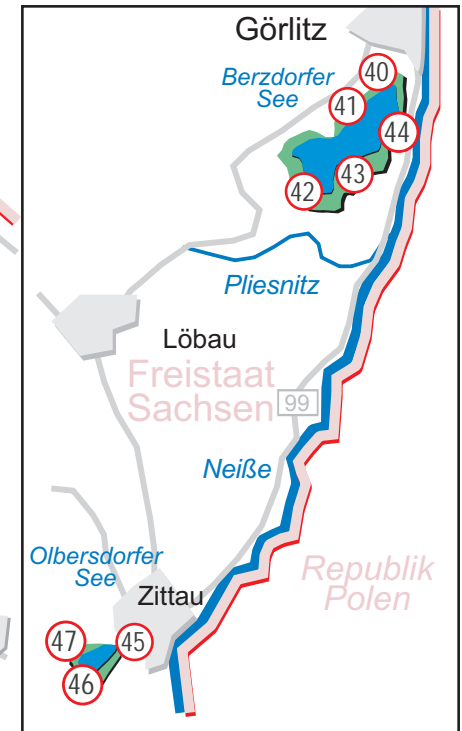 Görlitz
Berzdorfer
See
40
41
44
43
42
Pliesnitz
Löbau
Freistaat
Sachsen
99
Neiße
Olbersdorfer
See
Republik
Polen
Zittau
47
45
46